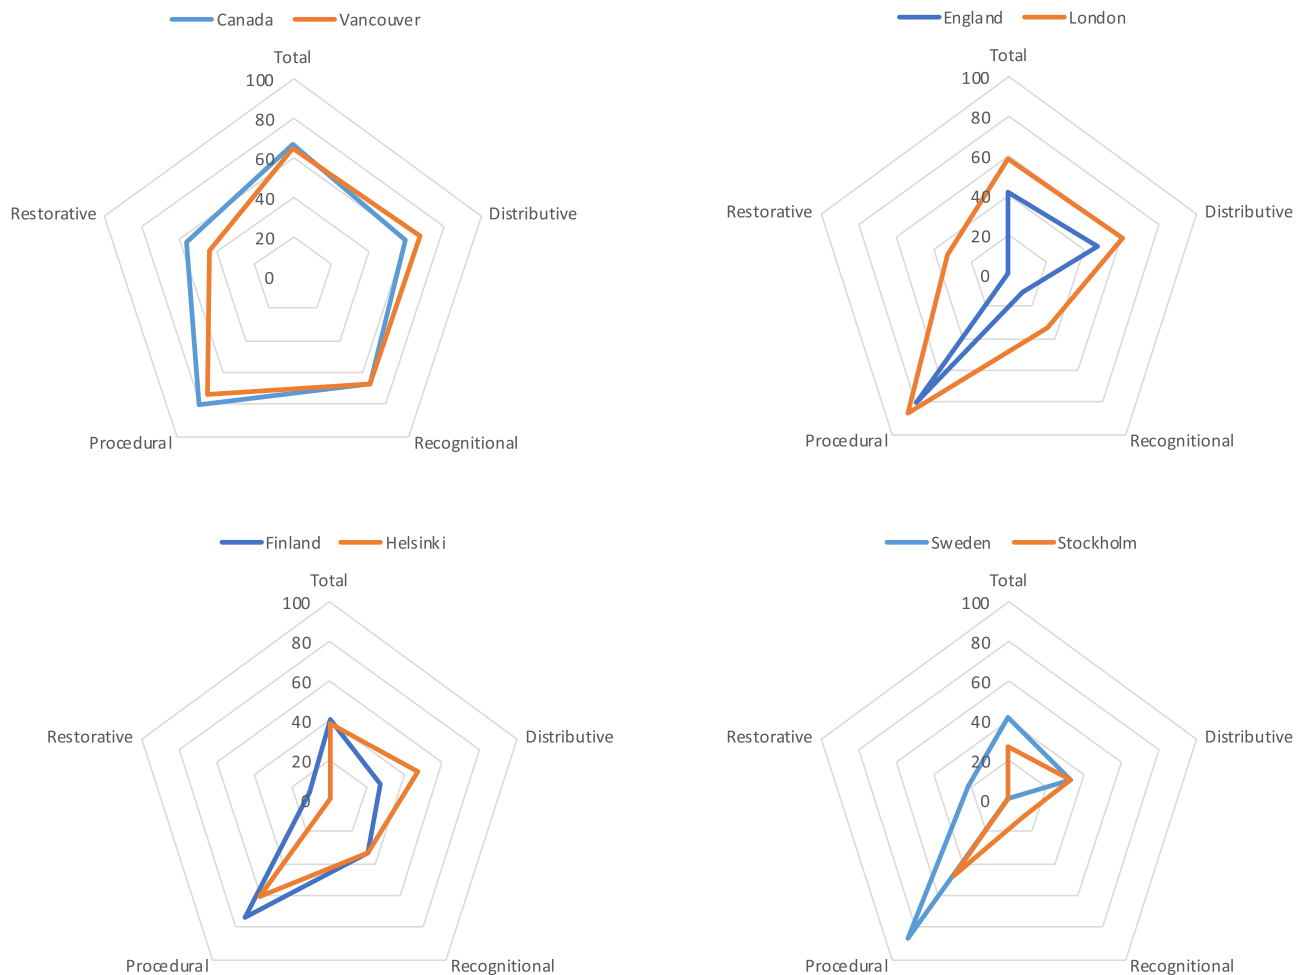 Canada Vancouver
Total
100
80
60
40
20
0
Restorative
Distributive
Procedural
Recognitional
England London
Total
100
80
60
40
20
0
Restorative
Distributive
Procedural
Recognitional
Finland Helsinki
Total
100
80
60
40
20
0
Restorative
Distributive
Procedural
Recognitional
Sweden Stockholm
Total
100
80
60
40
20
0
Restorative
Distributive
Procedural
Recognitional